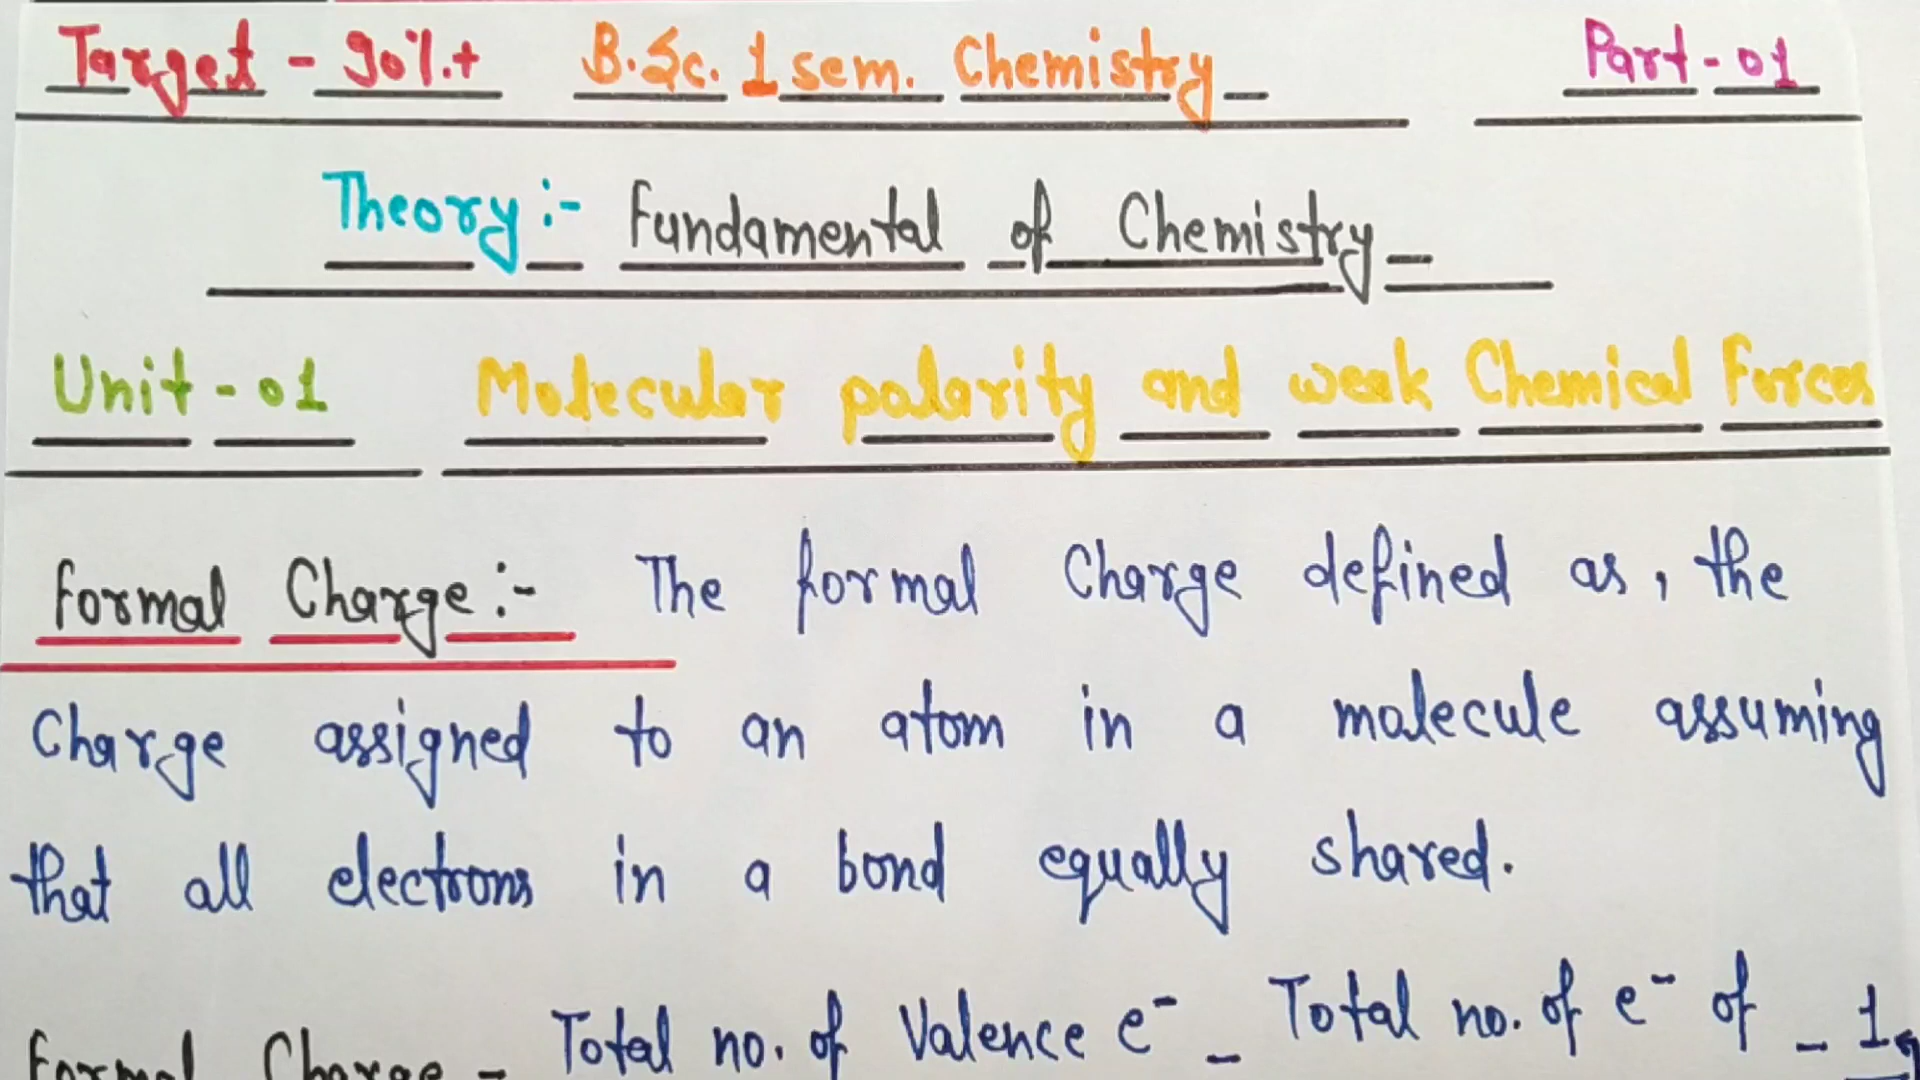 Target - 90%+ B.Sc. 1 sem. Chemistry Part-01
Theory:- Fundamental of Chemistry
Unit-01 Molecular polarity and weak Chemical Forces
Formal Charge:- The formal Charge defined as, the
Charge assigned to an atom in a molecule assuming
that all electrons in a bond equally shared.
Formal Charge = Total no. of Valence e⁻ - Total no. of e⁻ of - 1